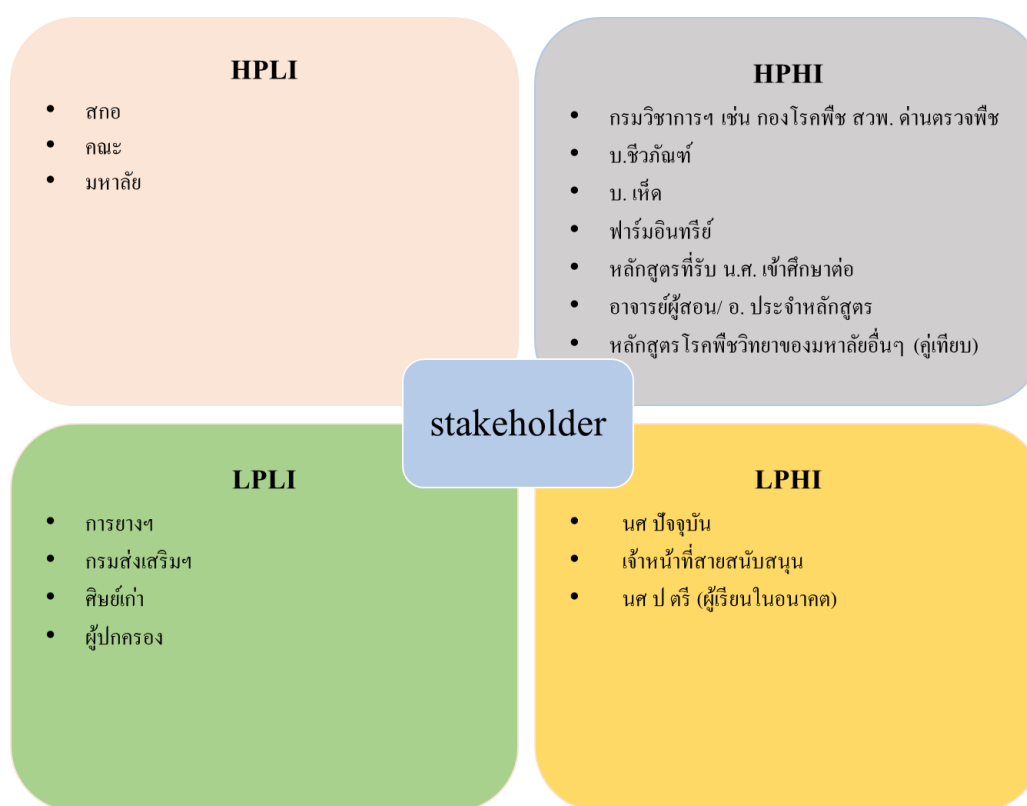 HPLI
• สกอ
• คณะ
• มหาลัย
HPHI
• กรมวิชาการฯ เช่น กองโรคพืช สวพ. ด่านตรวจพืช
• บ.ชีวภัณฑ์
• บ. เห็ด
• ฟาร์มอินทรีย์
• หลักสูตรที่รับ น.ศ. เข้าศึกษาต่อ
• อาจารย์ผู้สอน/ อ. ประจำหลักสูตร
• หลักสูตรโรคพืชวิทยาของมหาลัยอื่นๆ (คู่เทียบ)
stakeholder
LPLI
• การยางฯ
• กรมส่งเสริมฯ
• ศิษย์เก่า
• ผู้ปกครอง
LPHI
• นศ ปัจจุบัน
• เจ้าหน้าที่สายสนับสนุน
• นศ ป ตรี (ผู้เรียนในอนาคต)